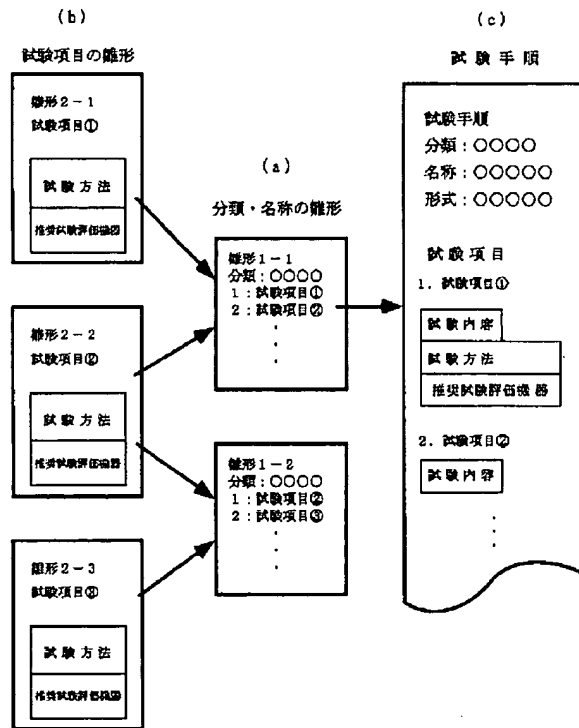 (b)
試験項目の雛形
雛形2-1
試験項目①
試験方法
推奨試験評価機器
雛形2-2
試験項目②
試験方法
推奨試験評価機器
雛形2-3
試験項目③
試験方法
推奨試験評価機器
(a)
分類・名称の雛形
雛形1-1
分類:○○○○
1:試験項目①
2:試験項目②
雛形1-2
分類:○○○○
1:試験項目②
2:試験項目③
(c)
試験手順
試験手順
分類:○○○○
名称:○○○○○
形式:○○○○○
試験項目
1. 試験項目①
試験内容
試験方法
推奨試験評価機器
2. 試験項目②
試験内容